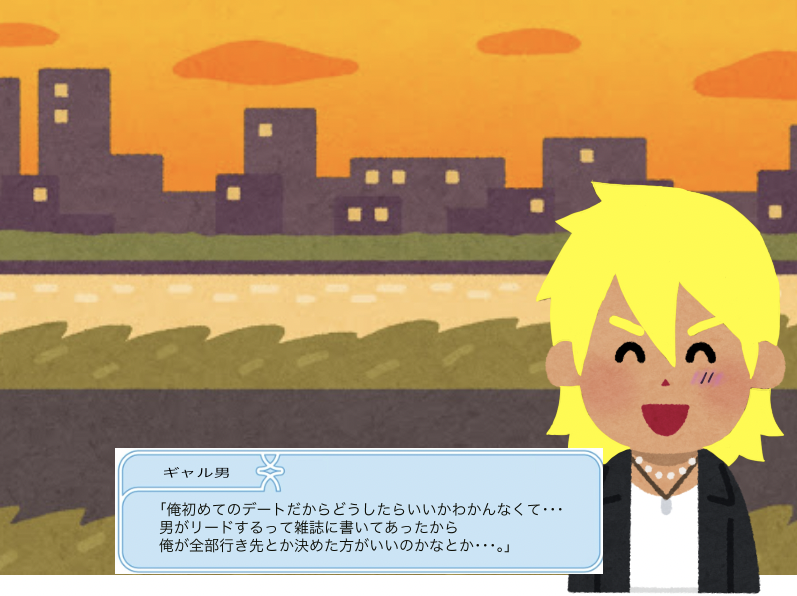 ギャル男
「俺初めてのデートだからどうしたらいいかわかんなくて･･･
男がリードするって雑誌に書いてあったから
俺が全部行き先とか決めた方がいいのかなとか･･･。」